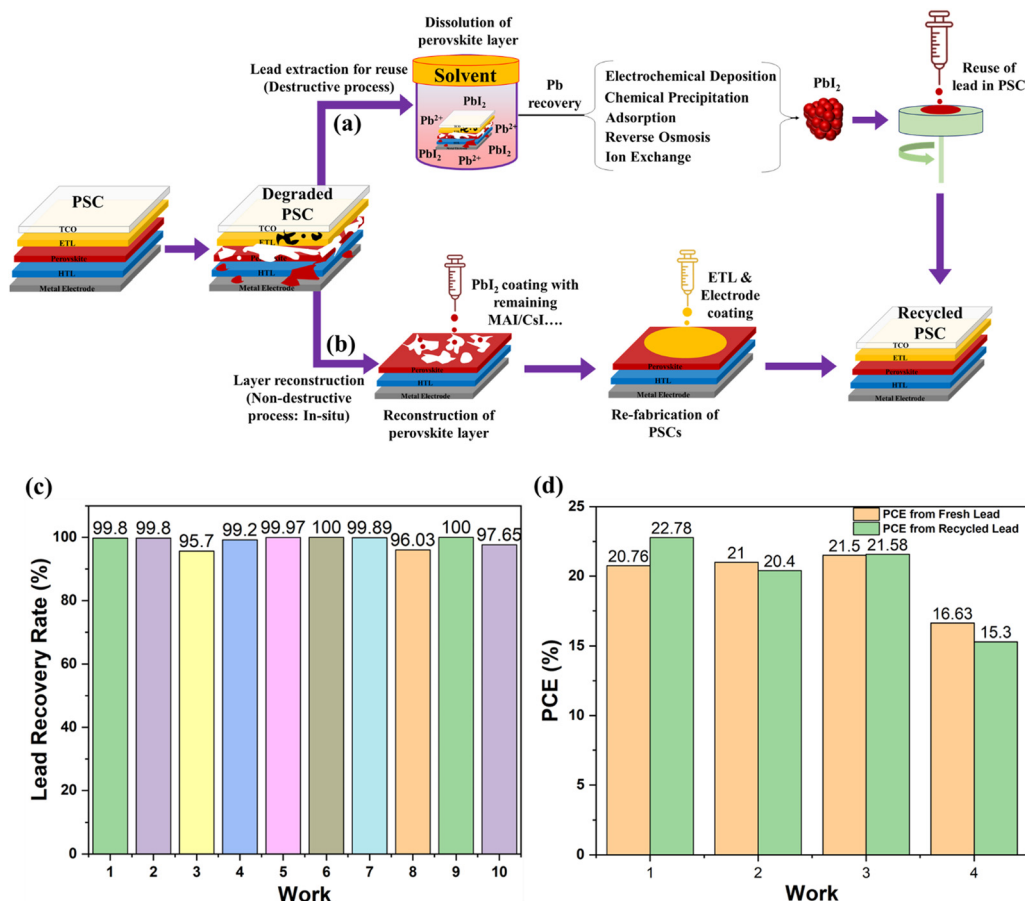 Dissolution of
perovskite layer
Lead extraction for reuse
(Destructive process)
(a)
Solvent
PbI2
Pb2+
Pb2+
PbI2
PbI2
Pb2+
Pb
recovery
Electrochemical Deposition
Chemical Precipitation
Adsorption
Reverse Osmosis
Ion Exchange
PbI2
Reuse of
lead in PSC
PSC
TCO
ETL
Perovskite
HTL
Metal Electrode
Degraded
PSC
TCO
ETL
HTL
Metal Electrode
(b)
Layer reconstruction
(Non-destructive
process: In-situ)
PbI2 coating with
remaining
MAI/CsI….
Perovskite
HTL
Metal Electrode
Reconstruction of
perovskite layer
ETL &
Electrode
coating
Perovskite
HTL
Metal Electrode
Re-fabrication of
PSCs
Recycled
PSC
TCO
ETL
Perovskite
HTL
Metal Electrode
(c)
Lead Recovery Rate (%)
100
80
60
40
20
0
99.8
99.8
95.7
99.2
99.97
100
99.89
96.03
100
97.65
1 2 3 4 5 6 7 8 9 10
Work
(d)
PCE (%)
25
20
15
10
5
0
PCE from Fresh Lead
PCE from Recycled Lead
20.76
22.78
21
20.4
21.5
21.58
16.63
15.3
1 2 3 4
Work